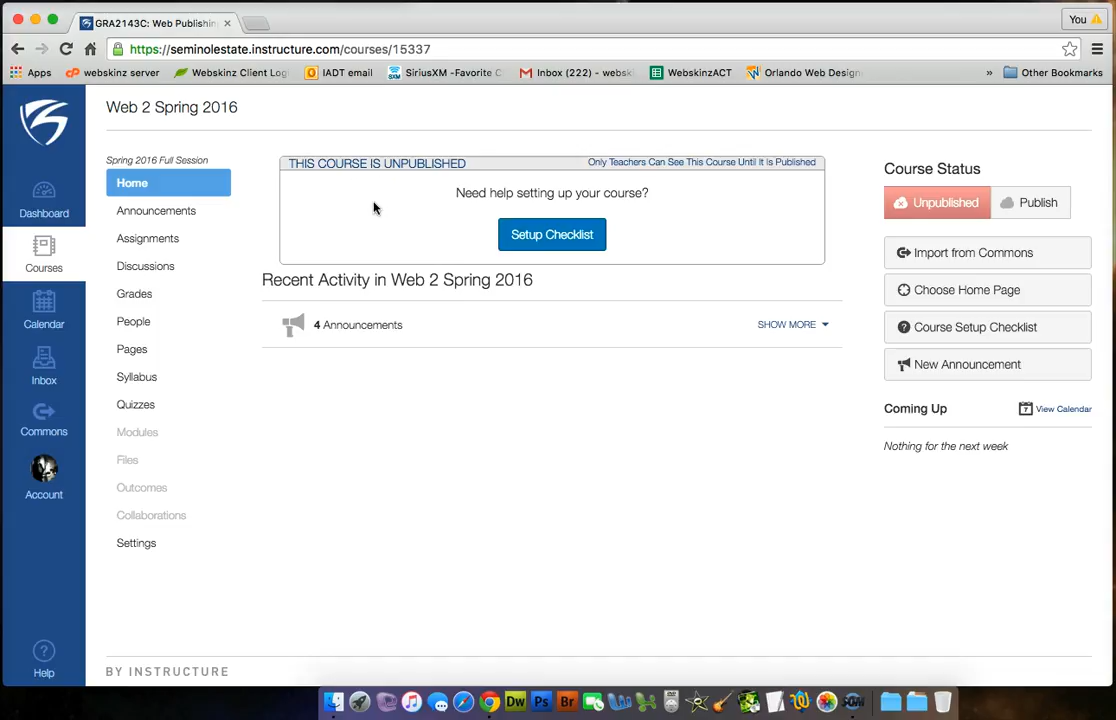 GRA2143C: Web Publishin
You
https://seminolestate.instructure.com/courses/15337
Apps
webskinz server
Webskinz Client Log
IADT email
SiriusXM -Favorite C
Inbox (222) - websk
WebskinzACT
Orlando Web Design
»
Other Bookmarks
Web 2 Spring 2016
Spring 2016 Full Session
Home
Announcements
Assignments
Discussions
Grades
People
Pages
Syllabus
Quizzes
Modules
Files
Outcomes
Collaborations
Settings
Dashboard
Courses
Calendar
Inbox
Commons
Account
Help
THIS COURSE IS UNPUBLISHED
Only Teachers Can See This Course Until It is Published
Need help setting up your course?
Setup Checklist
Recent Activity in Web 2 Spring 2016
4 Announcements
SHOW MORE
Course Status
Unpublished
Publish
Import from Commons
Choose Home Page
Course Setup Checklist
New Announcement
Coming Up
View Calendar
Nothing for the next week
BY INSTRUCTURE
Dw
Ps
Br